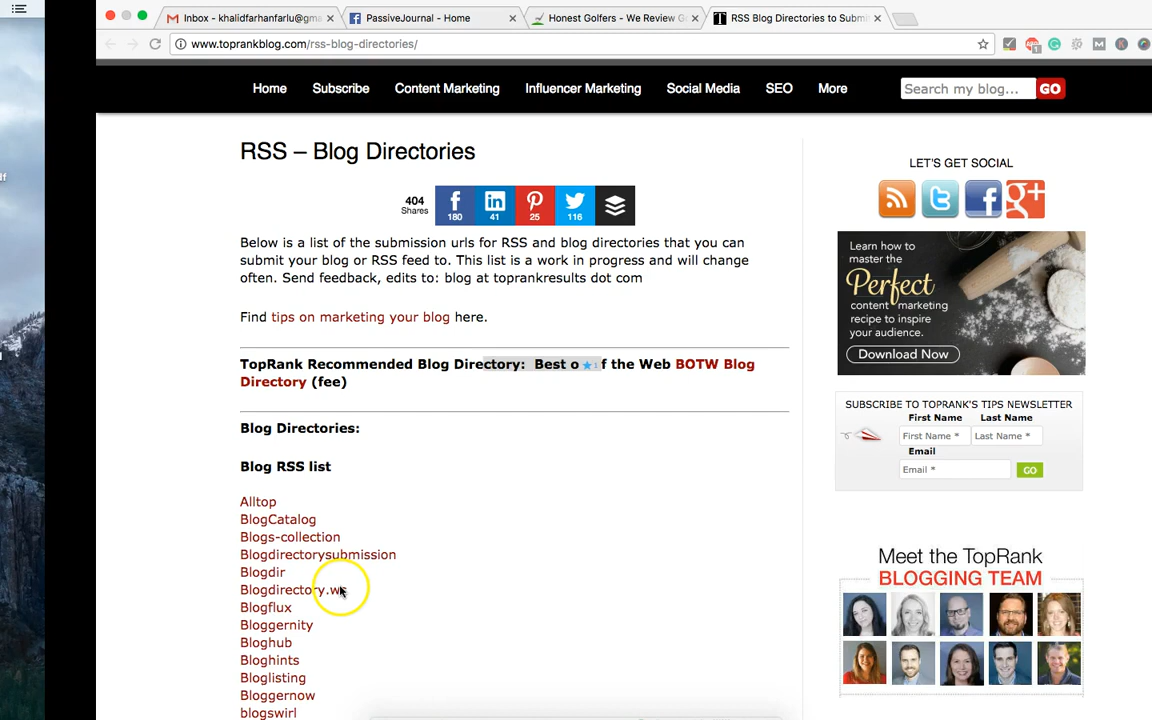 Inbox - khalidfarhanfarlu@gma
PassiveJournal - Home
Honest Golfers - We Review G
RSS Blog Directories to Submi
www.toprankblog.com/rss-blog-directories/
Home Subscribe Content Marketing Influencer Marketing Social Media SEO More
Search my blog... GO
RSS – Blog Directories
404
Shares
180 41 25 116
Below is a list of the submission urls for RSS and blog directories that you can
submit your blog or RSS feed to. This list is a work in progress and will change
often. Send feedback, edits to: blog at toprankresults dot com
Find tips on marketing your blog here.
TopRank Recommended Blog Directory: Best of the Web BOTW Blog
Directory (fee)
Blog Directories:
Blog RSS list
Alltop
BlogCatalog
Blogs-collection
Blogdirectorysubmission
Blogdir
Blogflux
Bloggernity
Bloghub
Bloghints
Bloglisting
Bloggernow
blogswirl
LET'S GET SOCIAL
Learn how to
master the
Perfect
content marketing
recipe to inspire
your audience.
Download Now
SUBSCRIBE TO TOPRANK'S TIPS NEWSLETTER
First Name Last Name
First Name * Last Name *
Email
Email * GO
Meet the TopRank
BLOGGING TEAM